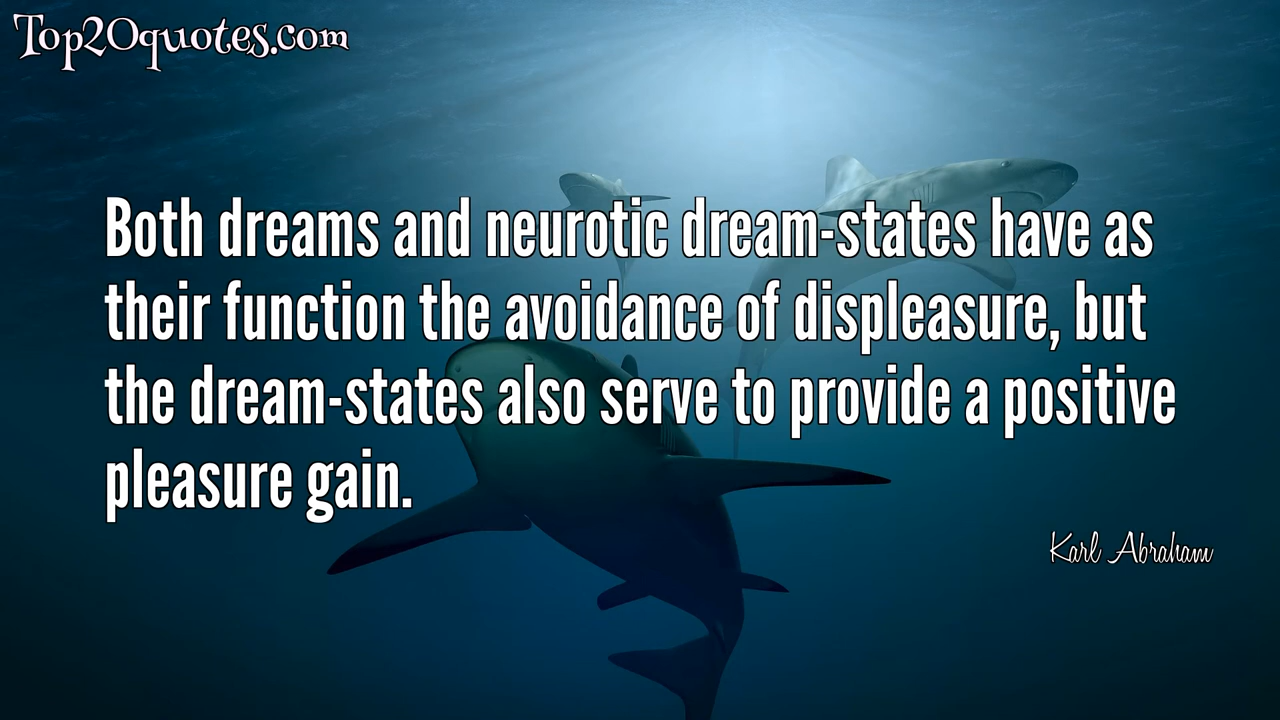 Top20quotes.com
Both dreams and neurotic dream-states have as
their function the avoidance of displeasure, but
the dream-states also serve to provide a positive
pleasure gain.
Karl Abraham